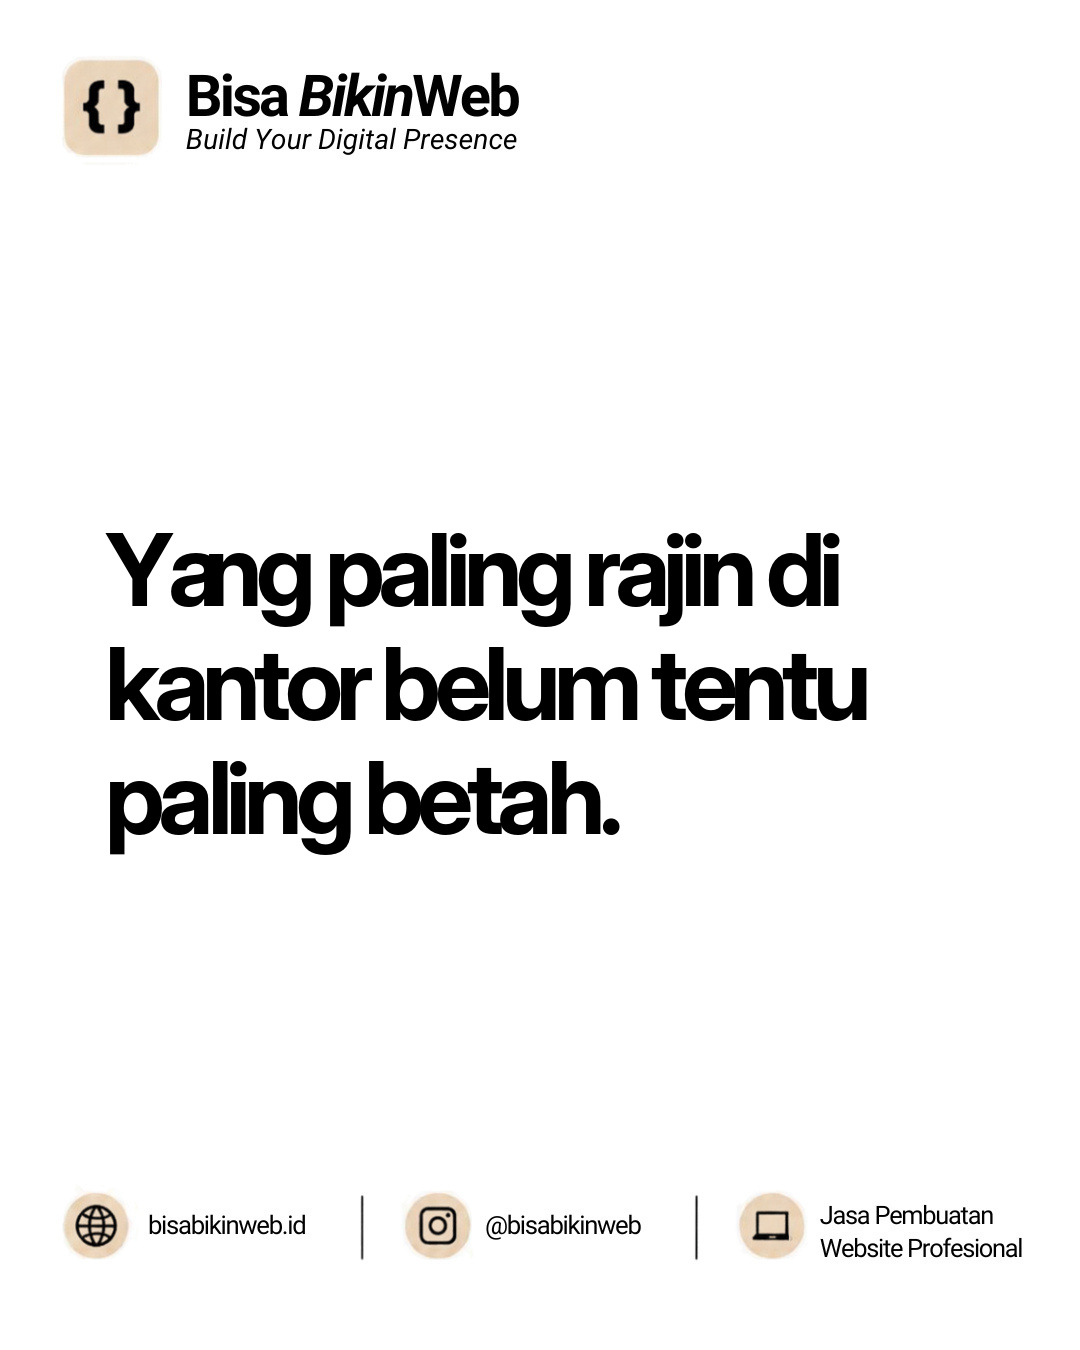 { }
Bisa BikinWeb
Build Your Digital Presence
Yang paling rajin di
kantor belum tentu
paling betah.
bisabikinweb.id
@bisabikinweb
Jasa Pembuatan
Website Profesional